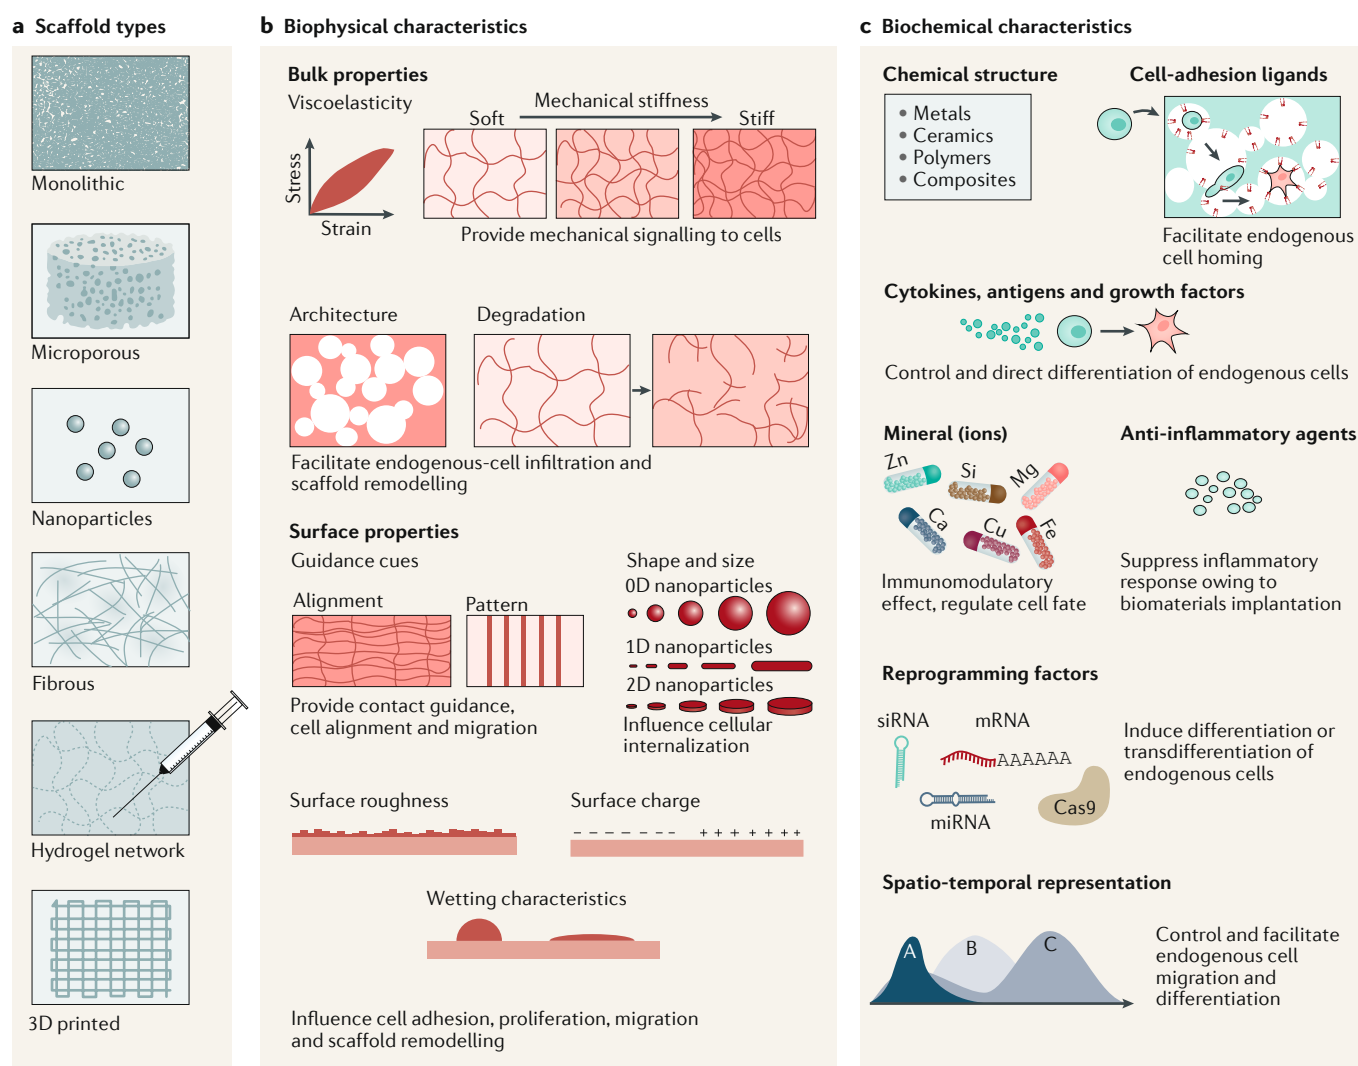 a Scaffold types
Monolithic
Microporous
Nanoparticles
Fibrous
Hydrogel network
3D printed
b Biophysical characteristics
Bulk properties
Viscoelasticity
Stress
Strain
Mechanical stiffness
Soft
Stiff
Provide mechanical signalling to cells
Architecture
Degradation
Facilitate endogenous-cell infiltration and
scaffold remodelling
Surface properties
Guidance cues
Alignment
Pattern
Provide contact guidance,
cell alignment and migration
Shape and size
0D nanoparticles
1D nanoparticles
2D nanoparticles
Influence cellular
internalization
Surface roughness
Surface charge
− − − − − − −
+ + + + + + +
Wetting characteristics
Influence cell adhesion, proliferation, migration
and scaffold remodelling
c Biochemical characteristics
Chemical structure
• Metals
• Ceramics
• Polymers
• Composites
Cell-adhesion ligands
Facilitate endogenous
cell homing
Cytokines, antigens and growth factors
Control and direct differentiation of endogenous cells
Mineral (ions)
Zn
Si
Mg
Ca
Cu
Fe
Immunomodulatory
effect, regulate cell fate
Anti-inflammatory agents
Suppress inflammatory
response owing to
biomaterials implantation
Reprogramming factors
siRNA
mRNA
AAAAAA
miRNA
Cas9
Induce differentiation or
transdifferentiation of
endogenous cells
Spatio-temporal representation
A
B
C
Control and facilitate
endogenous cell
migration and
differentiation